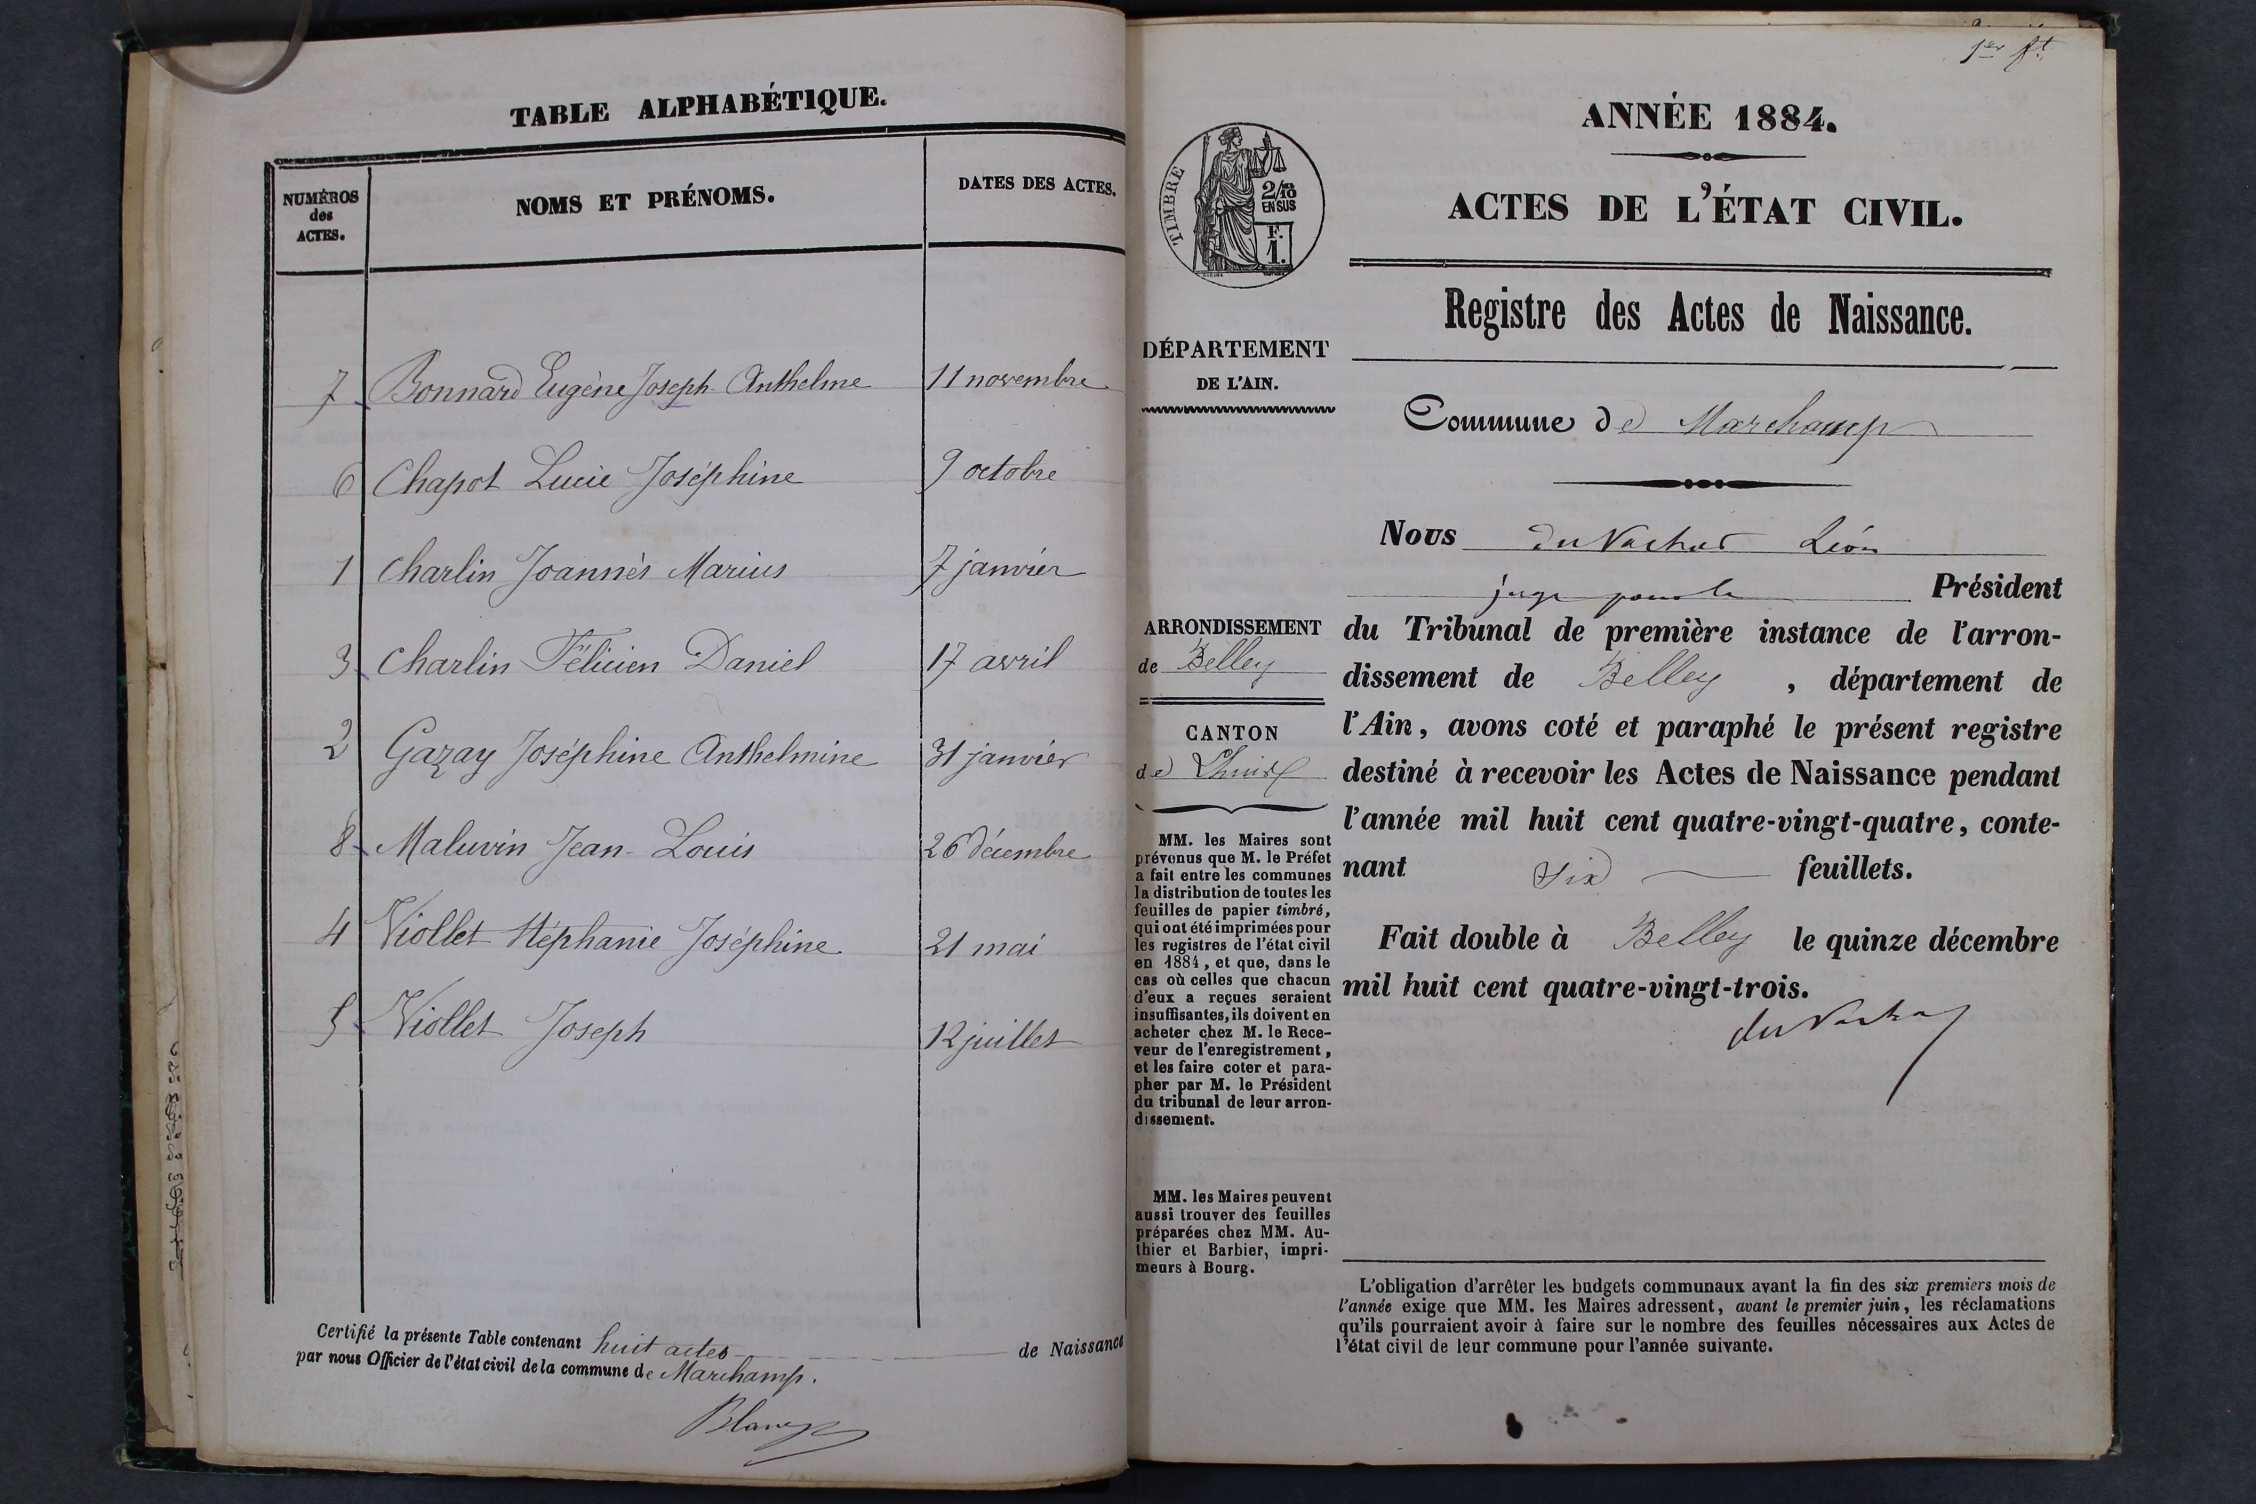 TABLE ALPHABÉTIQUE.
NUMÉROS
des
ACTES.
NOMS ET PRÉNOMS.
DATES DES ACTES.
7 Bonnard Eugène Joseph Anthelme 11 novembre
6 Chapot Lucie Joséphine 9 octobre
1 Charlin Joannès Marius 7 janvier
3 Charlin Félicien Daniel 17 avril
2 Gazay Joséphine Anthelmine 31 janvier
8 Maluvin Jean-Louis 26 décembre
4 Viollet Stéphanie Joséphine 21 mai
5 Viollet Joseph 12 juillet
Certifié la présente Table contenant huit actes de Naissance
par nous Officier de l'état civil de la commune de Marchamp.
1er ft
ANNÉE 1884.
ACTES DE L'ÉTAT CIVIL.
Registre des Actes de Naissance.
TIMBRE
2/10
EN SUS
F.
1.
DÉPARTEMENT
DE L'AIN.
ARRONDISSEMENT
de Belley
CANTON
de Lhuis
MM. les Maires sont
prévenus que M. le Préfet
a fait entre les communes
la distribution de toutes les
feuilles de papier timbré,
qui ont été imprimées pour
les registres de l'état civil
en 1884, et que, dans le
cas où celles que chacun
d'eux a reçues seraient
insuffisantes, ils doivent en
acheter chez M. le Rece-
veur de l'enregistrement,
et les faire coter et para-
pher par M. le Président
du tribunal de leur arron-
dissement.
MM. les Maires peuvent
aussi trouver des feuilles
préparées chez MM. Au-
thier et Barbier, impri-
meurs à Bourg.
Commune de Marchamp
Nous du Vachat Léon
juge pour le Président
du Tribunal de première instance de l'arron-
dissement de Belley, département de
l'Ain, avons coté et paraphé le présent registre
destiné à recevoir les Actes de Naissance pendant
l'année mil huit cent quatre-vingt-quatre, conte-
nant six feuillets.
Fait double à Belley le quinze décembre
mil huit cent quatre-vingt-trois.
du Vachat
L'obligation d'arrêter les budgets communaux avant la fin des six premiers mois de
l'année exige que MM. les Maires adressent, avant le premier juin, les réclamations
qu'ils pourraient avoir à faire sur le nombre des feuilles nécessaires aux Actes de
l'état civil de leur commune pour l'année suivante.